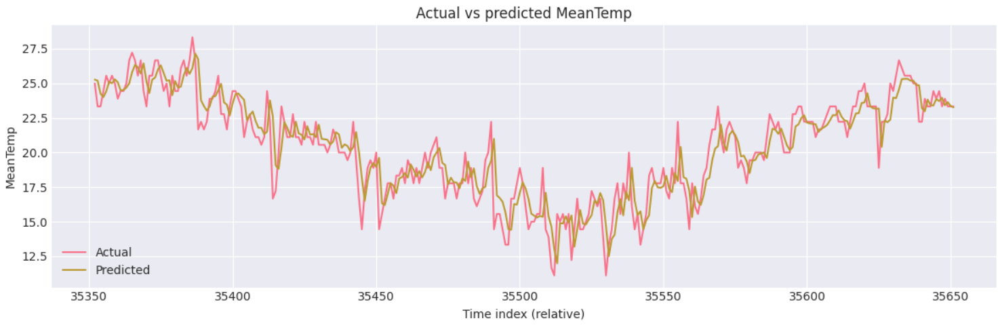 Actual vs predicted MeanTemp
MeanTemp
27.5
25.0
22.5
20.0
17.5
15.0
12.5
Actual
Predicted
35350 35400 35450 35500 35550 35600 35650
Time index (relative)